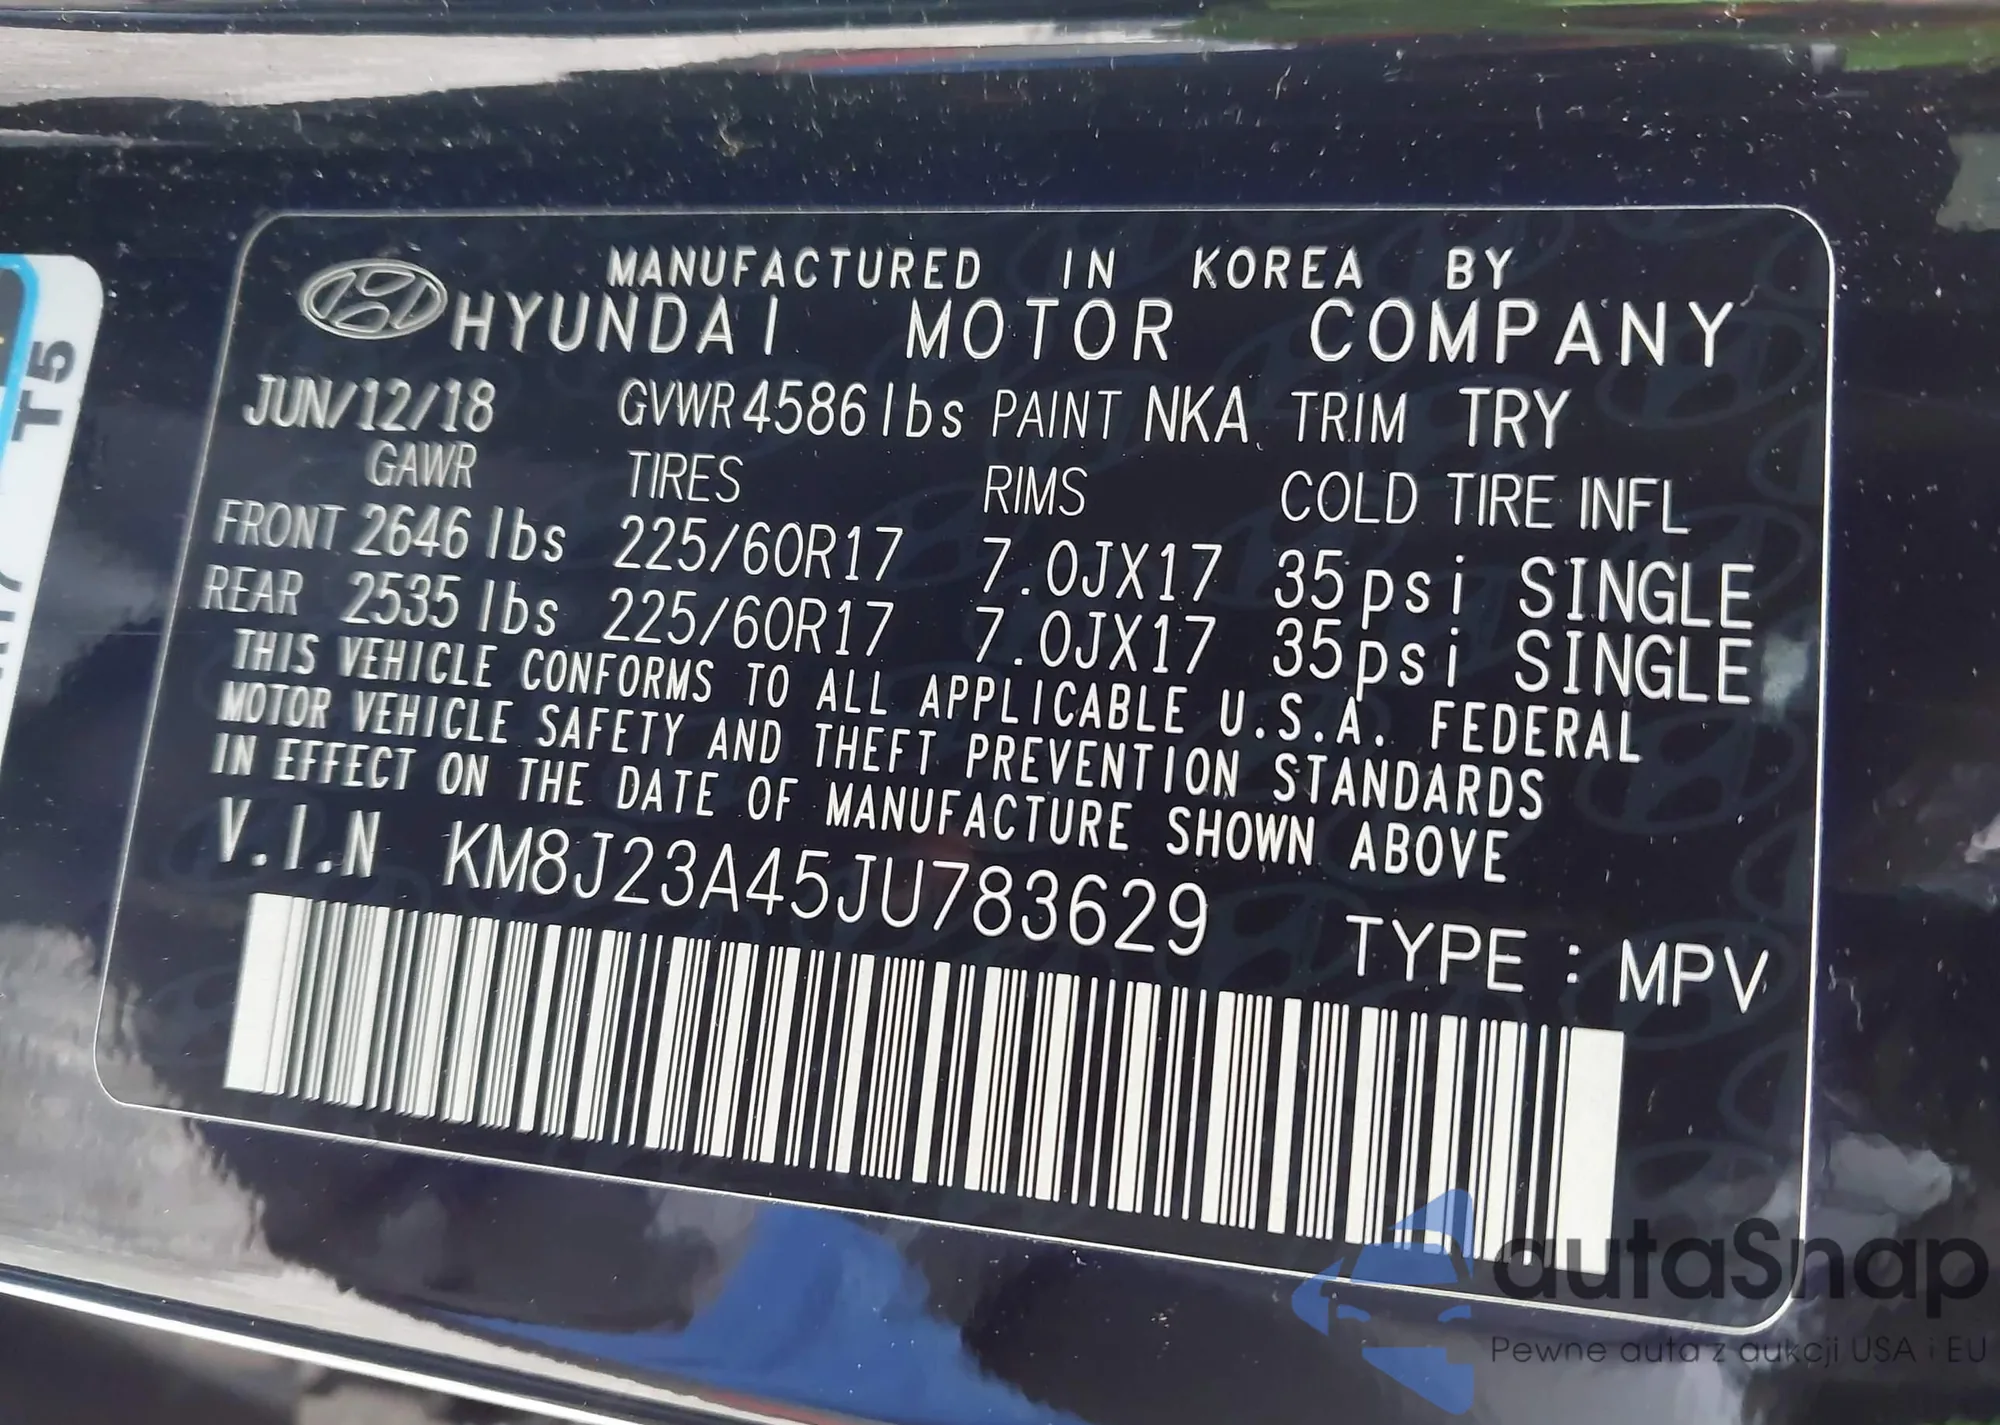 MANUFACTURED IN KOREA BY
HYUNDAI MOTOR COMPANY
JUN/12/18 GVWR 4586lbs PAINT NKA TRIM TRY
GAWR TIRES RIMS COLD TIRE INFL
FRONT 2646 lbs 225/60R17 7.0JX17 35psi SINGLE
REAR 2535 lbs 225/60R17 7.0JX17 35psi SINGLE
THIS VEHICLE CONFORMS TO ALL APPLICABLE U.S.A. FEDERAL
MOTOR VEHICLE SAFETY AND THEFT PREVENTION STANDARDS
IN EFFECT ON THE DATE OF MANUFACTURE SHOWN ABOVE
V.I.N KM8J23A45JU783629 TYPE : MPV
T5
autaSnap
Pewne auta z aukcji USA i EU